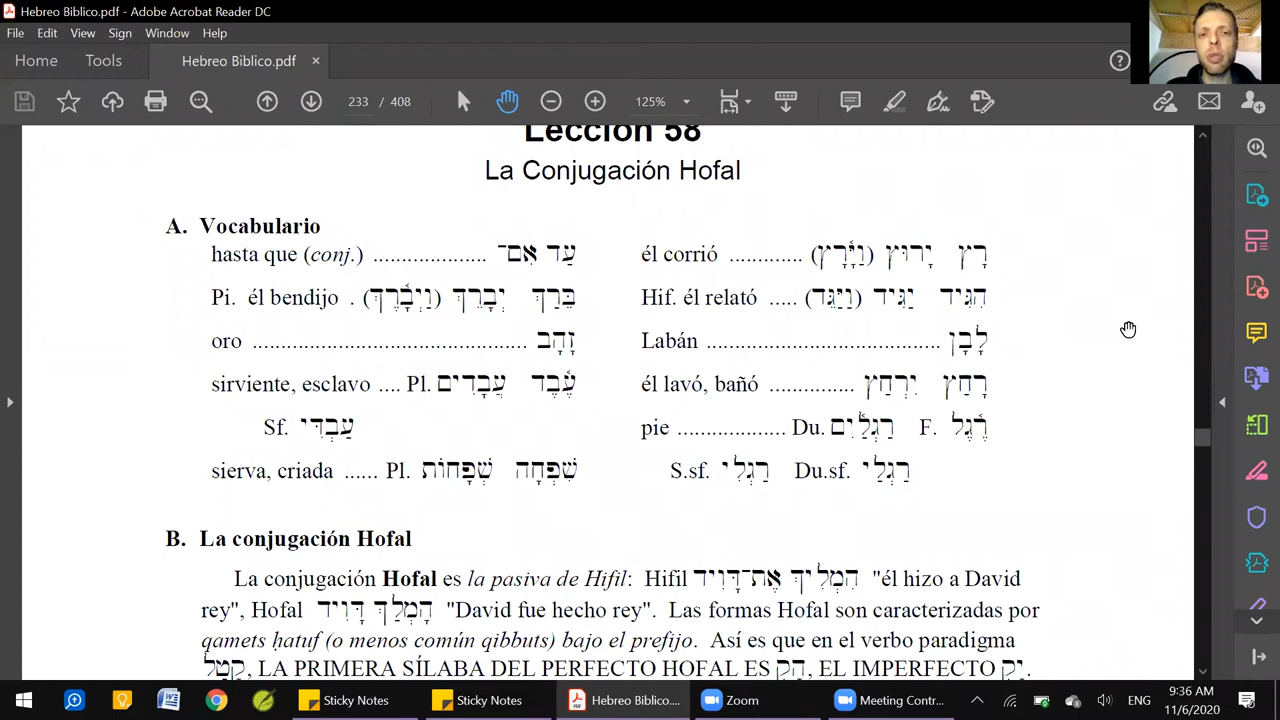 Hebreo Biblico.pdf - Adobe Acrobat Reader DC
File Edit View Sign Window Help
Home Tools Hebreo Biblico.pdf ×
233 / 408 125%
Lección 58
La Conjugación Hofal
A. Vocabulario
hasta que (conj.) ................... עַד אִם־
él corrió ............ רָץ יָרוּץ (וַיָּ֫רָץ)
Pi. él bendijo . בֵּרַךְ יְבָרֵךְ (וַיְבָ֫רֶךְ)
Hif. él relató ..... הִגִּיד יַגִּיד (וַיַּגֵּד)
oro ......................................... זָהָב
Labán ....................................... לָבָן
sirviente, esclavo .... עֶ֫בֶד Pl. עֲבָדִים
él lavó, bañó .............. רָחַץ יִרְחַץ
Sf. עַבְדִּי
pie .................. רֶ֫גֶל F. Du. רַגְלַ֫יִם
sierva, criada ...... שִׁפְחָה Pl. שְׁפָחוֹת
S.sf. רַגְלִי Du.sf. רַגְלַי
B. La conjugación Hofal
La conjugación Hofal es la pasiva de Hifil: Hifil הִמְלִיךְ אֶת־דָּוִיד "él hizo a David
rey", Hofal הָמְלַךְ דָּוִיד "David fue hecho rey". Las formas Hofal son caracterizadas por
qamets ḥatuf (o menos común qibbuts) bajo el prefijo. Así es que en el verbo paradigma
קָטַל, LA PRIMERA SÍLABA DEL PERFECTO HOFAL ES הָק, EL IMPERFECTO יָק.
Sticky Notes Sticky Notes Hebreo Biblico.... Zoom Meeting Contr... ENG 9:36 AM
11/6/2020